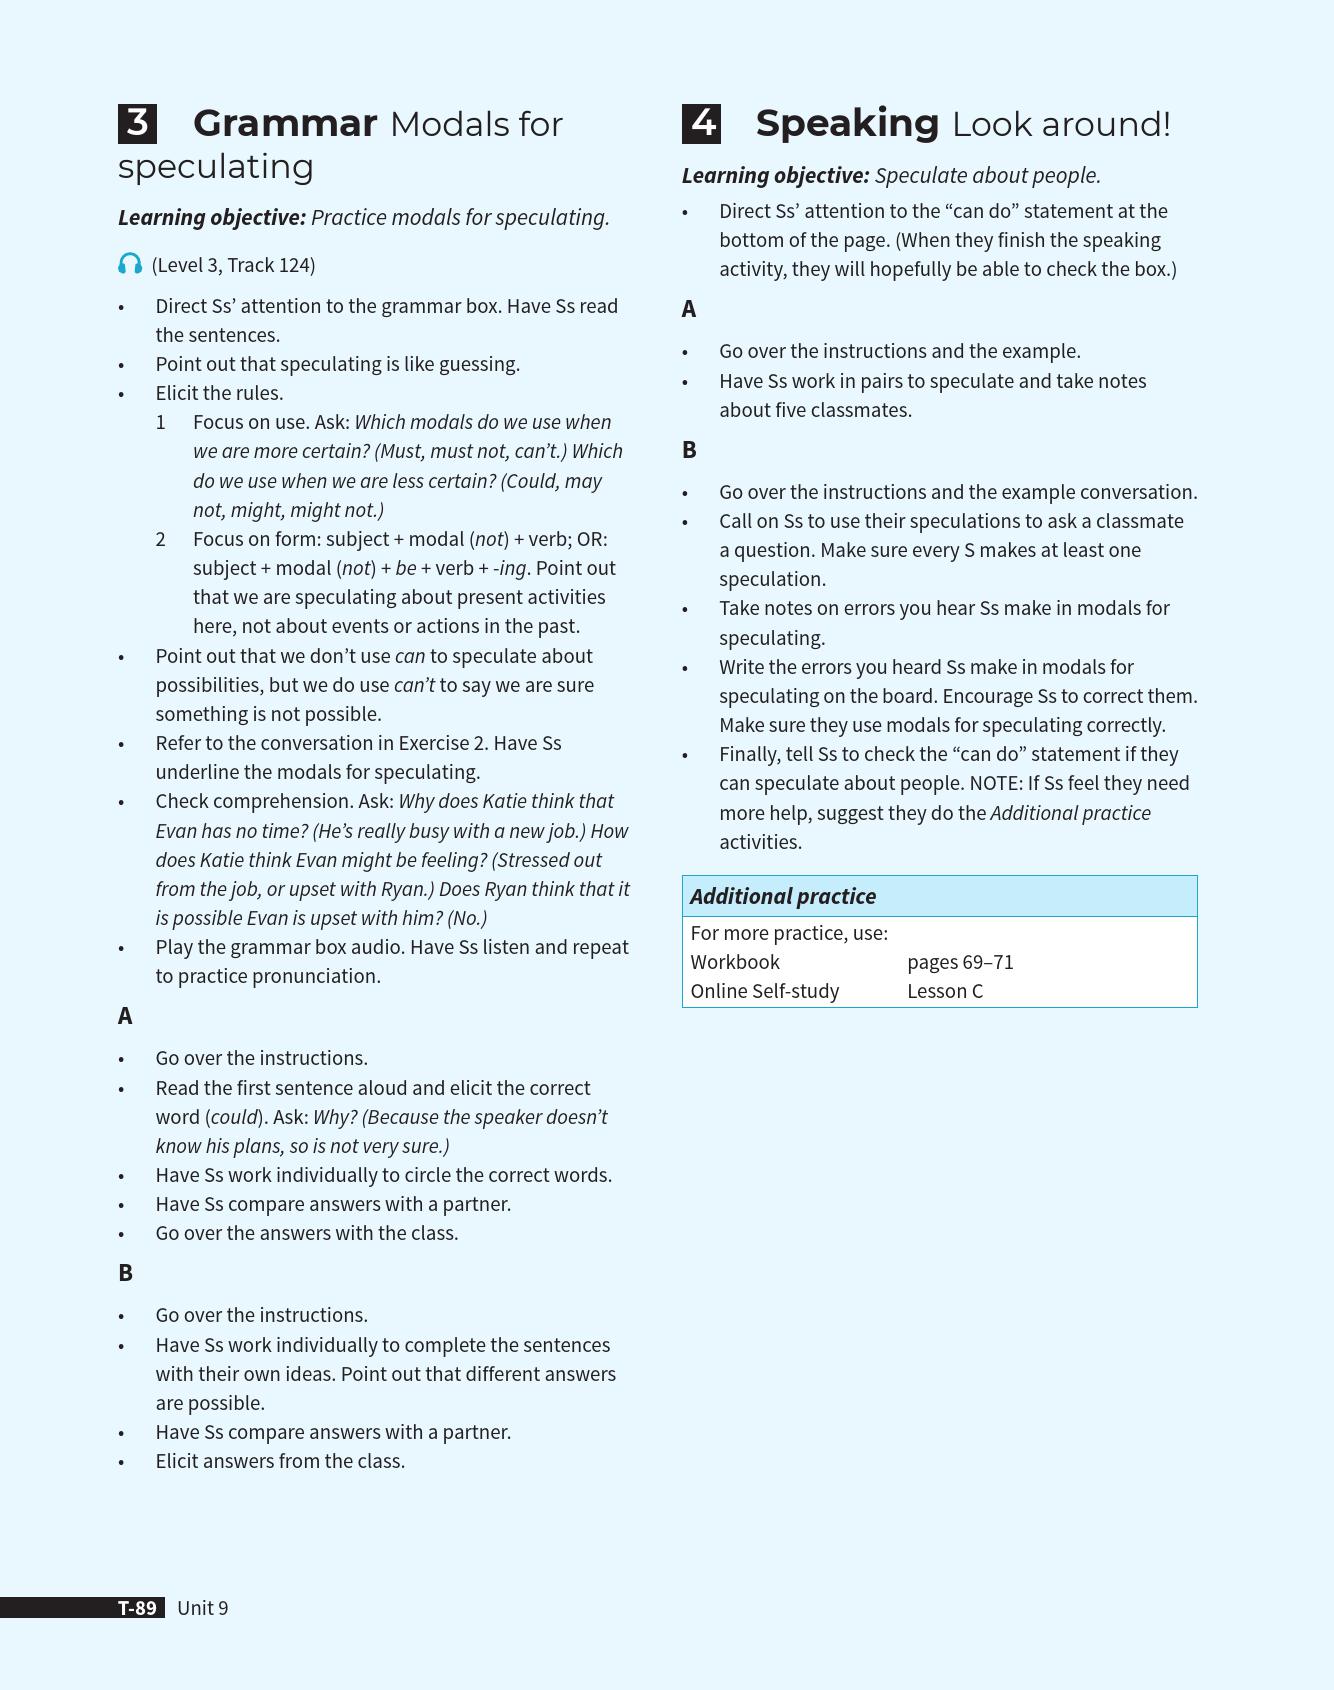 3 Grammar Modals for
speculating
Learning objective: Practice modals for speculating.
(Level 3, Track 124)
• Direct Ss’ attention to the grammar box. Have Ss read
the sentences.
• Point out that speculating is like guessing.
• Elicit the rules.
1 Focus on use. Ask: Which modals do we use when
we are more certain? (Must, must not, can’t.) Which
do we use when we are less certain? (Could, may
not, might, might not.)
2 Focus on form: subject + modal (not) + verb; OR:
subject + modal (not) + be + verb + -ing. Point out
that we are speculating about present activities
here, not about events or actions in the past.
• Point out that we don’t use can to speculate about
possibilities, but we do use can’t to say we are sure
something is not possible.
• Refer to the conversation in Exercise 2. Have Ss
underline the modals for speculating.
• Check comprehension. Ask: Why does Katie think that
Evan has no time? (He’s really busy with a new job.) How
does Katie think Evan might be feeling? (Stressed out
from the job, or upset with Ryan.) Does Ryan think that it
is possible Evan is upset with him? (No.)
• Play the grammar box audio. Have Ss listen and repeat
to practice pronunciation.
A
• Go over the instructions.
• Read the first sentence aloud and elicit the correct
word (could). Ask: Why? (Because the speaker doesn’t
know his plans, so is not very sure.)
• Have Ss work individually to circle the correct words.
• Have Ss compare answers with a partner.
• Go over the answers with the class.
B
• Go over the instructions.
• Have Ss work individually to complete the sentences
with their own ideas. Point out that different answers
are possible.
• Have Ss compare answers with a partner.
• Elicit answers from the class.
4 Speaking Look around!
Learning objective: Speculate about people.
• Direct Ss’ attention to the “can do” statement at the
bottom of the page. (When they finish the speaking
activity, they will hopefully be able to check the box.)
A
• Go over the instructions and the example.
• Have Ss work in pairs to speculate and take notes
about five classmates.
B
• Go over the instructions and the example conversation.
• Call on Ss to use their speculations to ask a classmate
a question. Make sure every S makes at least one
speculation.
• Take notes on errors you hear Ss make in modals for
speculating.
• Write the errors you heard Ss make in modals for
speculating on the board. Encourage Ss to correct them.
Make sure they use modals for speculating correctly.
• Finally, tell Ss to check the “can do” statement if they
can speculate about people. NOTE: If Ss feel they need
more help, suggest they do the Additional practice
activities.
Additional practice
For more practice, use:
Workbook pages 69–71
Online Self-study Lesson C
T-89 Unit 9